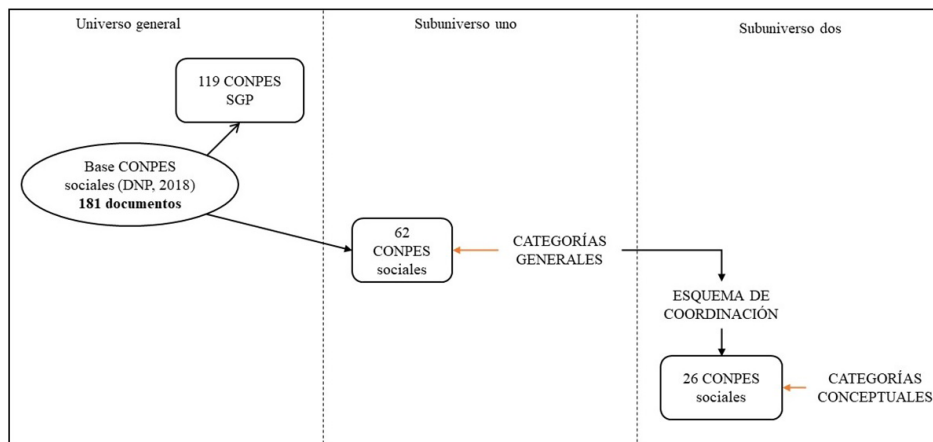 Universo general
119 CONPES
SGP
Base CONPES
sociales (DNP, 2018)
181 documentos
Subuniverso uno
62
CONPES
sociales
CATEGORÍAS
GENERALES
Subuniverso dos
ESQUEMA DE
COORDINACIÓN
26 CONPES
sociales
CATEGORÍAS
CONCEPTUALES